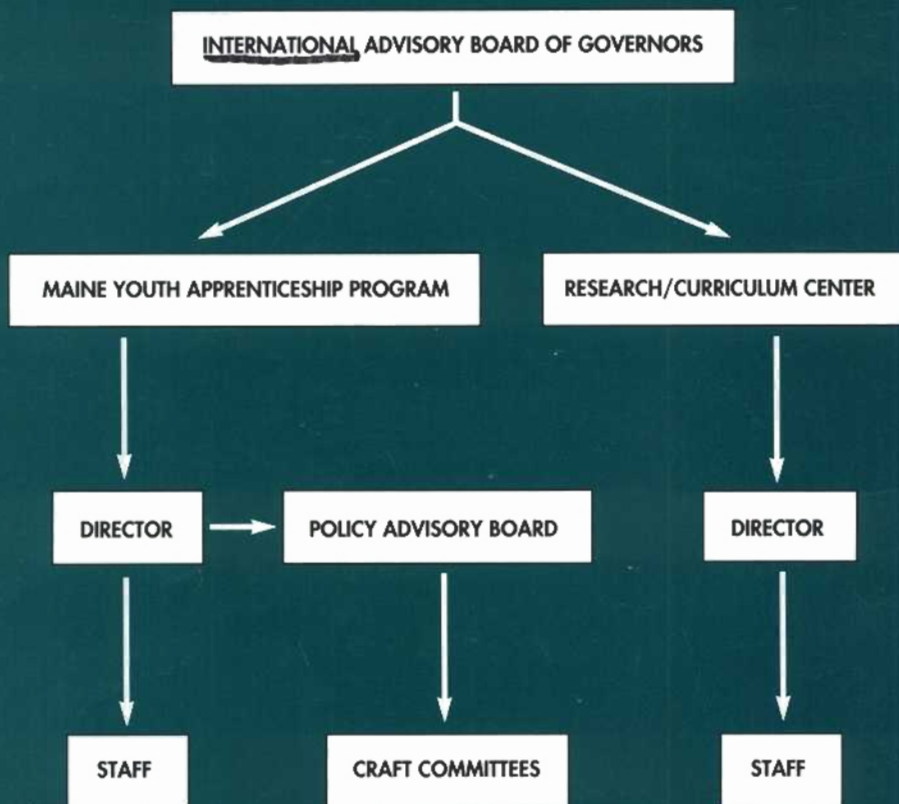 INTERNATIONAL ADVISORY BOARD OF GOVERNORS
MAINE YOUTH APPRENTICESHIP PROGRAM
RESEARCH/CURRICULUM CENTER
DIRECTOR
POLICY ADVISORY BOARD
DIRECTOR
STAFF
CRAFT COMMITTEES
STAFF